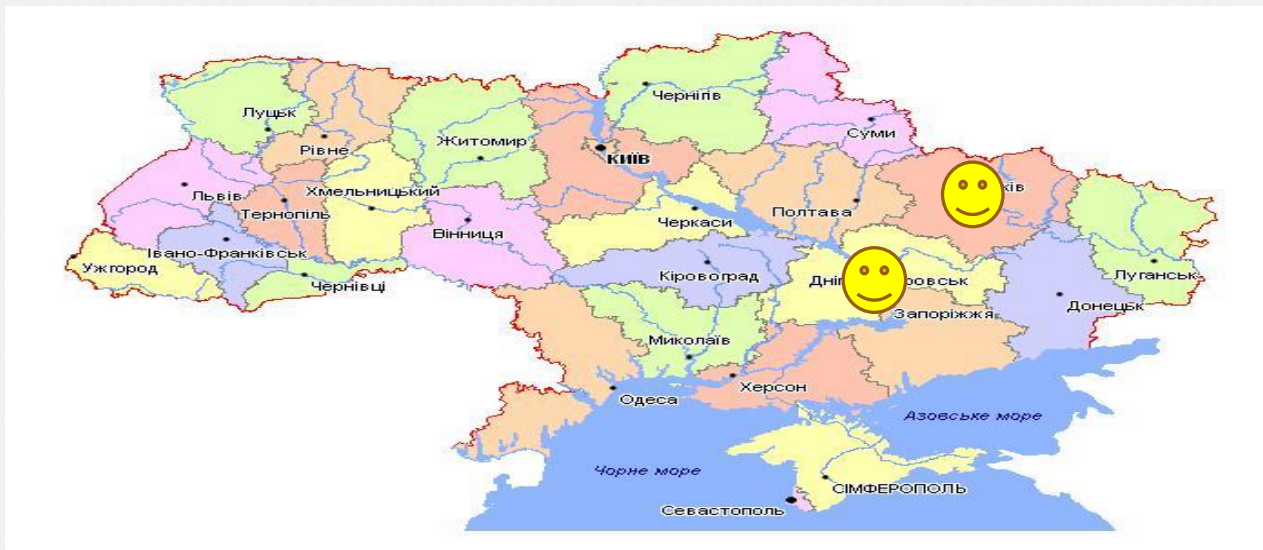 Чернігів
Луцьк
Суми
Рівне
Житомир
КИЇВ
Львів
Хмельницький
Тернопіль
Полтава
Черкаси
Вінниця
Івано-Франківськ
Ужгород
Чернівці
Кіровоград
Луганськ
Донецьк
Запоріжжя
Миколаїв
Херсон
Одеса
Азовське море
Чорне море
СІМФЕРОПОЛЬ
Севастополь